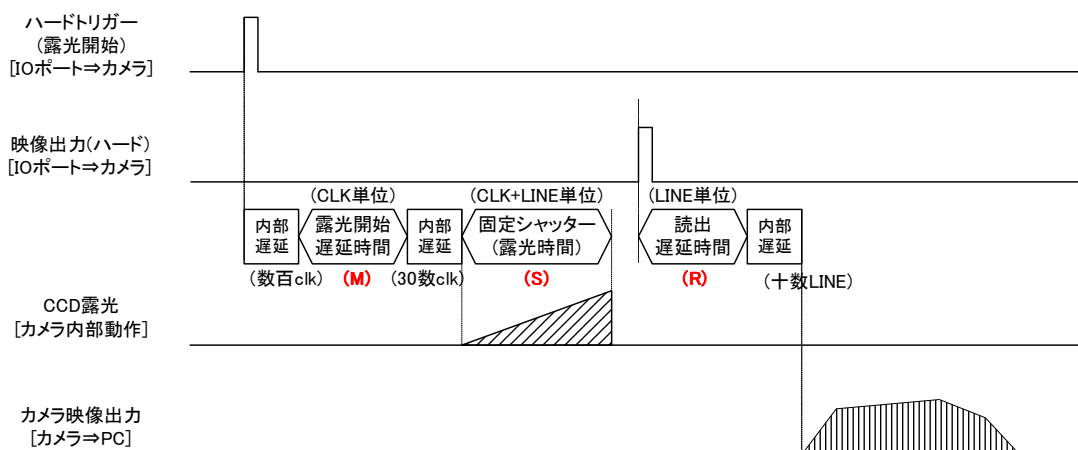 ハードトリガー
(露光開始)
[IOポート⇒カメラ]
映像出力(ハード)
[IOポート⇒カメラ]
(CLK単位)
(CLK+LINE単位)
(LINE単位)
内部
遅延
露光開始
遅延時間
内部
遅延
固定シャッター
(露光時間)
読出
遅延時間
内部
遅延
(数百clk)
(M)
(30数clk)
(S)
(R)
(十数LINE)
CCD露光
[カメラ内部動作]
カメラ映像出力
[カメラ⇒PC]